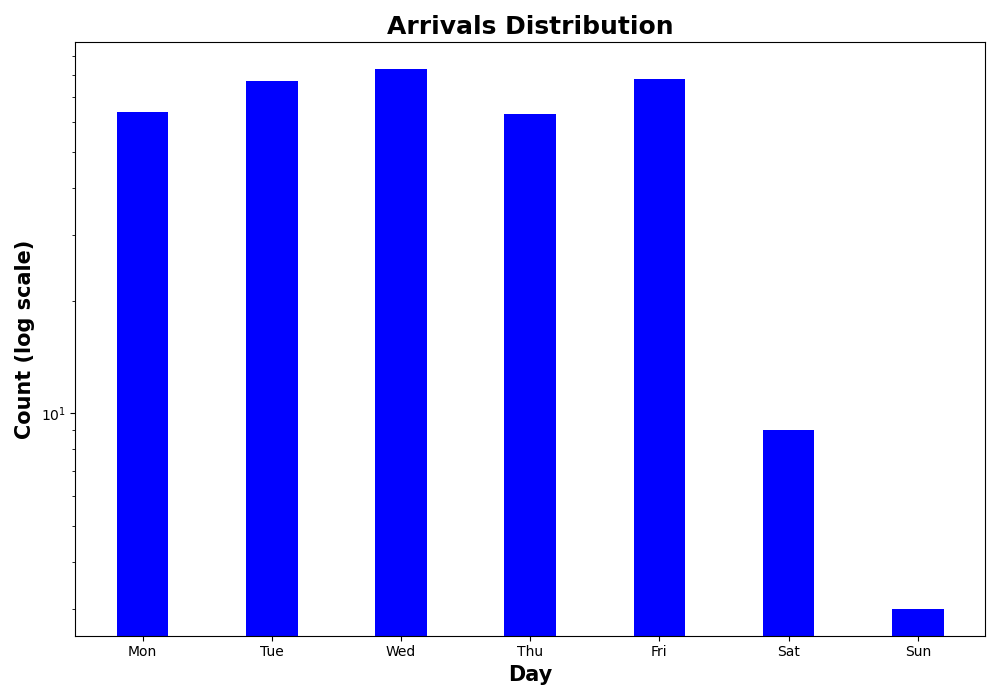 Arrivals Distribution
Count (log scale)
10¹
Mon Tue Wed Thu Fri Sat Sun
Day